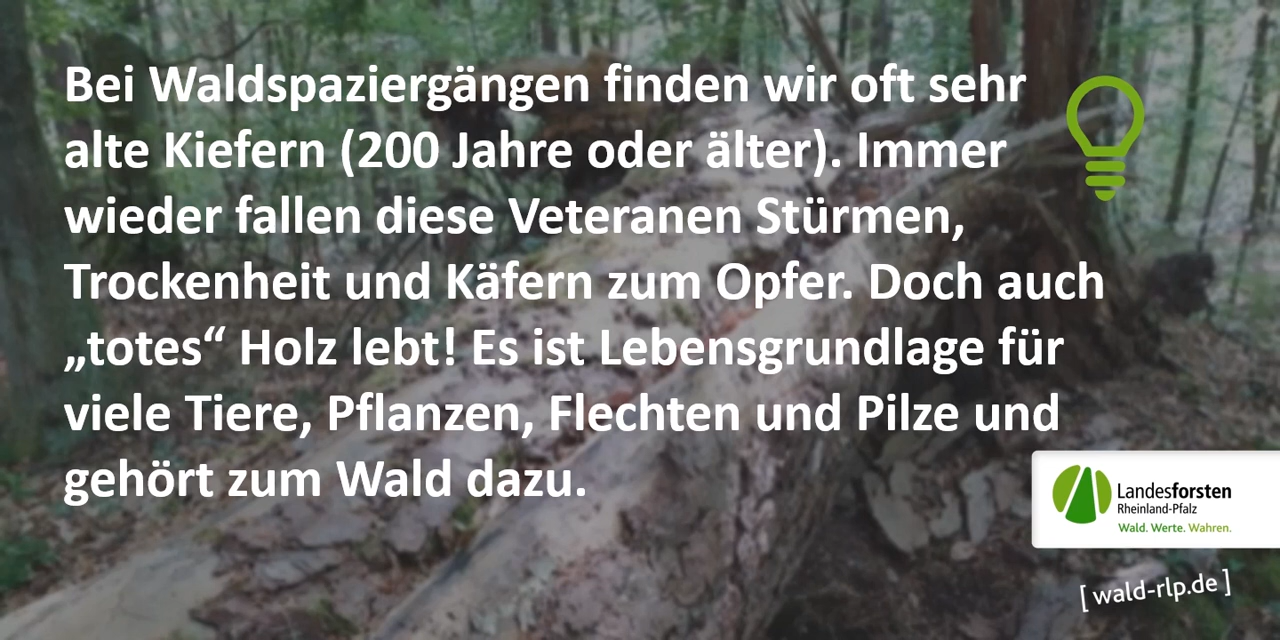 Bei Waldspaziergängen finden wir oft sehr
alte Kiefern (200 Jahre oder älter). Immer
wieder fallen diese Veteranen Stürmen,
Trockenheit und Käfern zum Opfer. Doch auch
„totes“ Holz lebt! Es ist Lebensgrundlage für
viele Tiere, Pflanzen, Flechten und Pilze und
gehört zum Wald dazu.
Landesforsten
Rheinland-Pfalz
Wald. Werte. Wahren.
[ wald-rlp.de ]